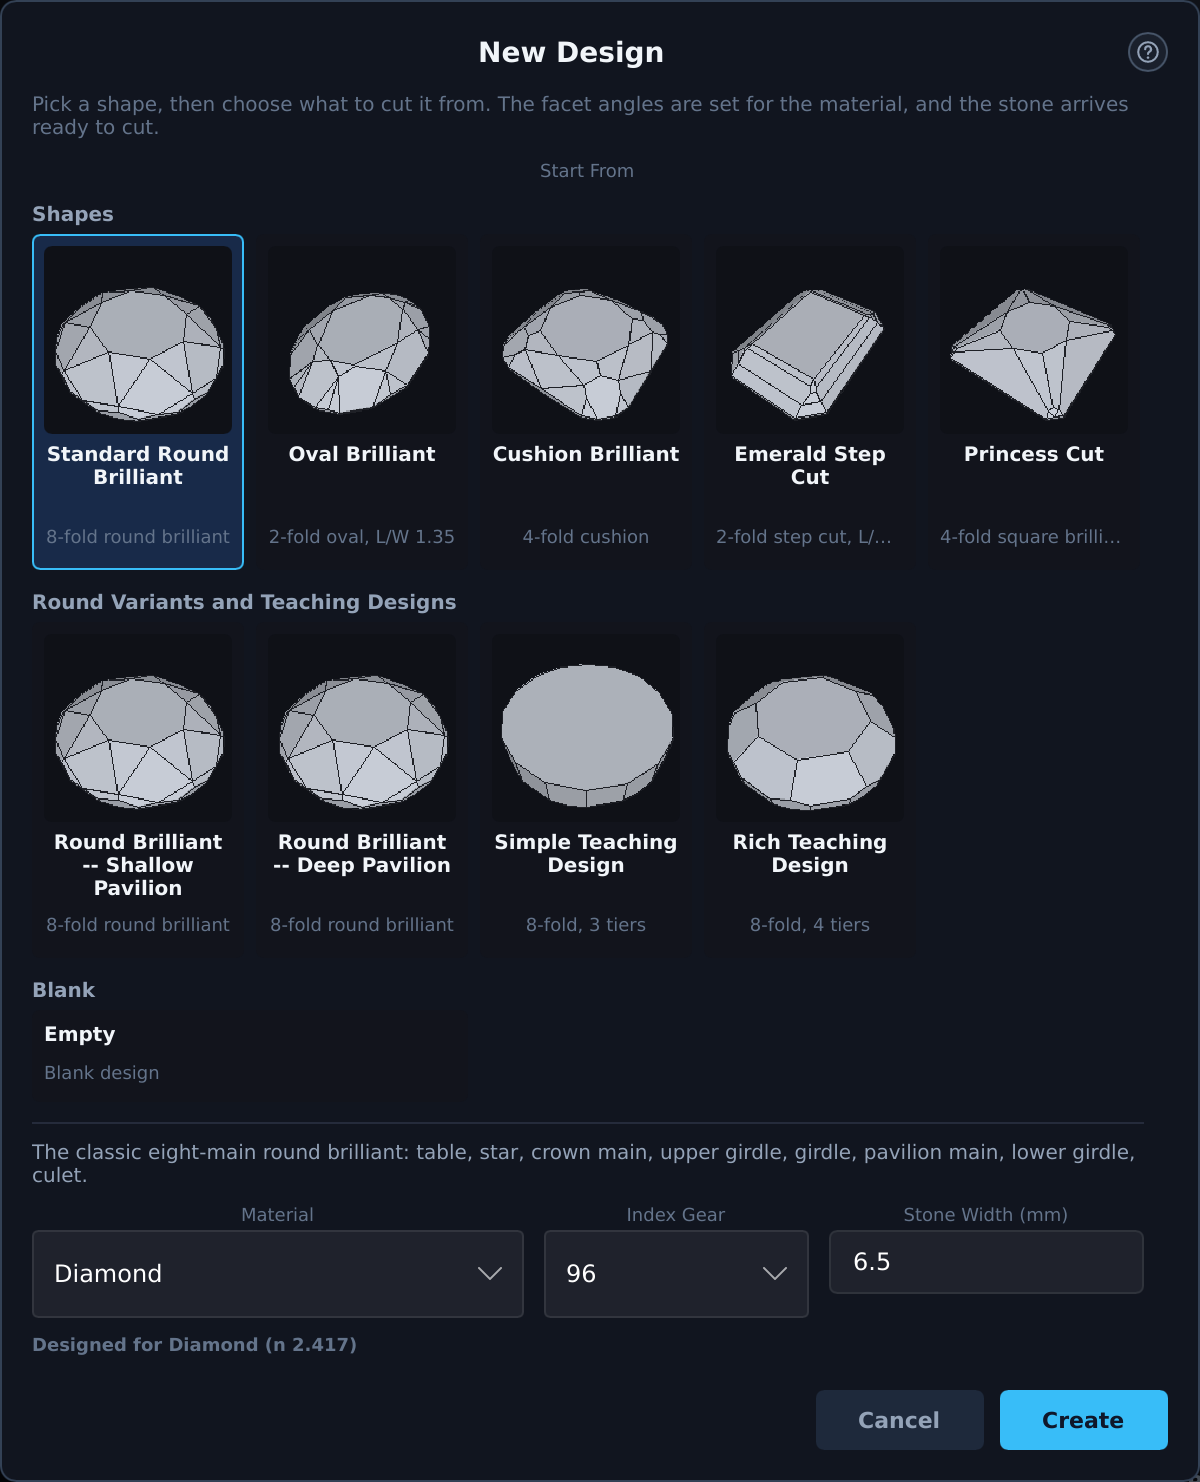 New Design
Pick a shape, then choose what to cut it from. The facet angles are set for the material, and the stone arrives
ready to cut.
Start From
Shapes
Standard Round
Brilliant
8-fold round brilliant
Oval Brilliant
2-fold oval, L/W 1.35
Cushion Brilliant
4-fold cushion
Emerald Step
Cut
2-fold step cut, L/...
Princess Cut
4-fold square brilli...
Round Variants and Teaching Designs
Round Brilliant
-- Shallow
Pavilion
8-fold round brilliant
Round Brilliant
-- Deep Pavilion
8-fold round brilliant
Simple Teaching
Design
8-fold, 3 tiers
Rich Teaching
Design
8-fold, 4 tiers
Blank
Empty
Blank design
The classic eight-main round brilliant: table, star, crown main, upper girdle, girdle, pavilion main, lower girdle,
culet.
Material
Diamond
Index Gear
96
Stone Width (mm)
6.5
Designed for Diamond (n 2.417)
Cancel
Create